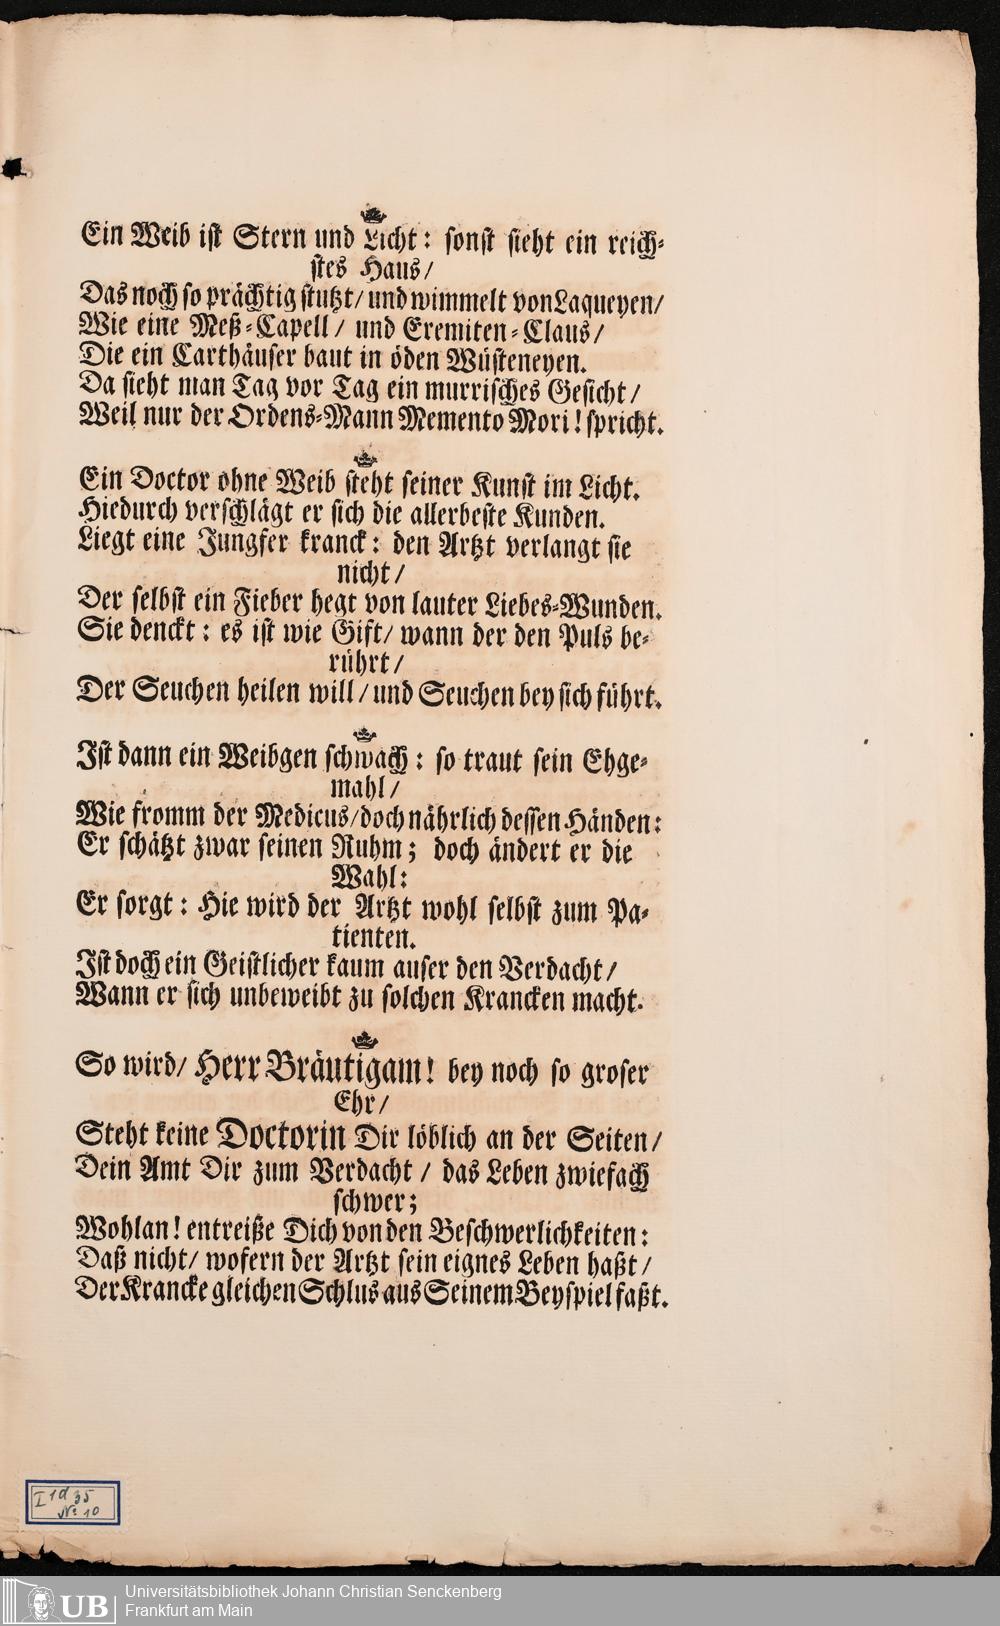 Ein Weib ist Stern und Licht: sonst sieht ein reich-
stes Haus/
Das noch so prächtig stutzt/ und wimmelt von Laqueyen/
Wie eine Meß-Capell/ und Eremiten-Claus/
Die ein Carthäuser baut in öden Wüsteneyen.
Da sieht man Tag vor Tag ein murrisches Gesicht/
Weil nur der Ordens-Mann Memento Mori! spricht.
Ein Doctor ohne Weib steht seiner Kunst im Licht.
Hiedurch verschlägt er sich die allerbeste Kunden.
Liegt eine Jungfer kranck: den Artzt verlangt sie
nicht/
Der selbst ein Fieber hegt von lauter Liebes-Wunden.
Sie denckt: es ist wie Gift/ wann der den Puls be-
rührt/
Der Seuchen heilen will/ und Seuchen bey sich führt.
Ist dann ein Weibgen schwach: so traut sein Ehge-
mahl/
Wie fromm der Medicus/ doch nährlich dessen Händen:
Er schätzt zwar seinen Ruhm; doch ändert er die
Wahl:
Er sorgt: Hie wird der Artzt wohl selbst zum Pa-
tienten.
Ist doch ein Geistlicher kaum auser den Verdacht/
Wann er sich unbeweibt zu solchen Krancken macht.
So wird/ Herr Bräutigam! bey noch so groser
Ehr/
Steht keine Doctorin Dir löblich an der Seiten/
Dein Amt Dir zum Verdacht/ das Leben zwiefach
schwer;
Wohlan! entreiße Dich von den Beschwerlichkeiten:
Daß nicht/ wofern der Artzt sein eignes Leben haßt/
Der Krancke gleichen Schlus aus Seinem Beyspiel faßt.
I 1d 35
No 10
UB
Universitätsbibliothek Johann Christian Senckenberg
Frankfurt am Main